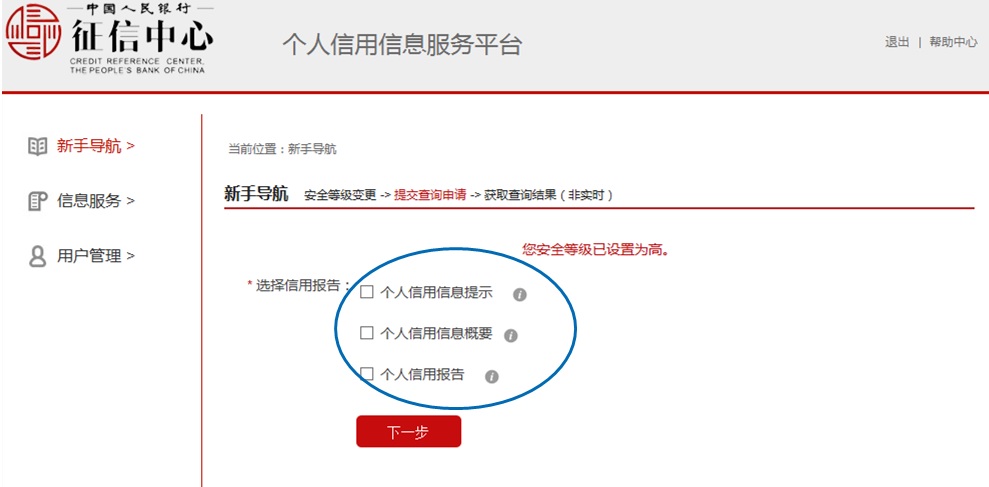 中国人民银行
征信中心
CREDIT REFERENCE CENTER,
THE PEOPLE'S BANK OF CHINA
个人信用信息服务平台
退出 | 帮助中心
新手导航 >
信息服务 >
用户管理 >
当前位置：新手导航
新手导航 安全等级变更 -> 提交查询申请 -> 获取查询结果（非实时）
您安全等级已设置为高。
* 选择信用报告：
个人信用信息提示
个人信用信息概要
个人信用报告
下一步